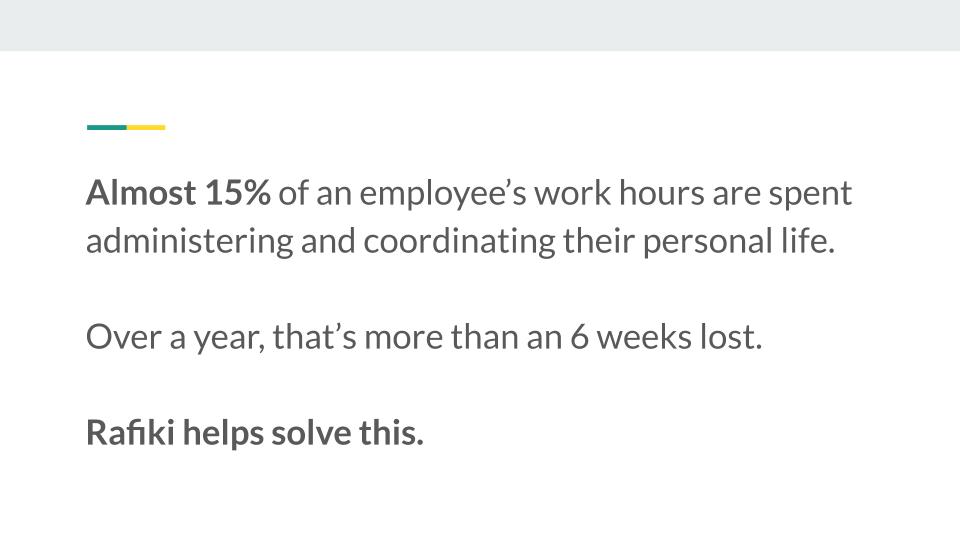 Almost 15% of an employee’s work hours are spent
administering and coordinating their personal life.
Over a year, that’s more than an 6 weeks lost.
Rafiki helps solve this.